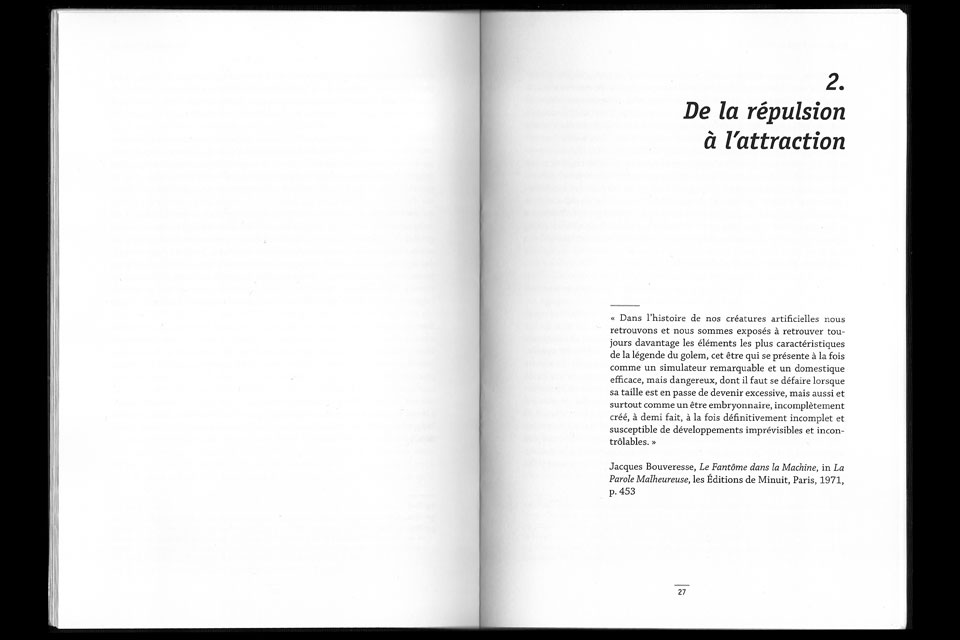 2.
De la répulsion
à l'attraction
« Dans l'histoire de nos créatures artificielles nous
retrouvons et nous sommes exposés à retrouver tou-
jours davantage les éléments les plus caractéristiques
de la légende du golem, cet être qui se présente à la fois
comme un simulateur remarquable et un domestique
efficace, mais dangereux, dont il faut se défaire lorsque
sa taille est en passe de devenir excessive, mais aussi et
surtout comme un être embryonnaire, incomplètement
créé, à demi fait, à la fois définitivement incomplet et
susceptible de développements imprévisibles et incon-
trôlables. »
Jacques Bouveresse, Le Fantôme dans la Machine, in La
Parole Malheureuse, les Éditions de Minuit, Paris, 1971,
p. 453
27